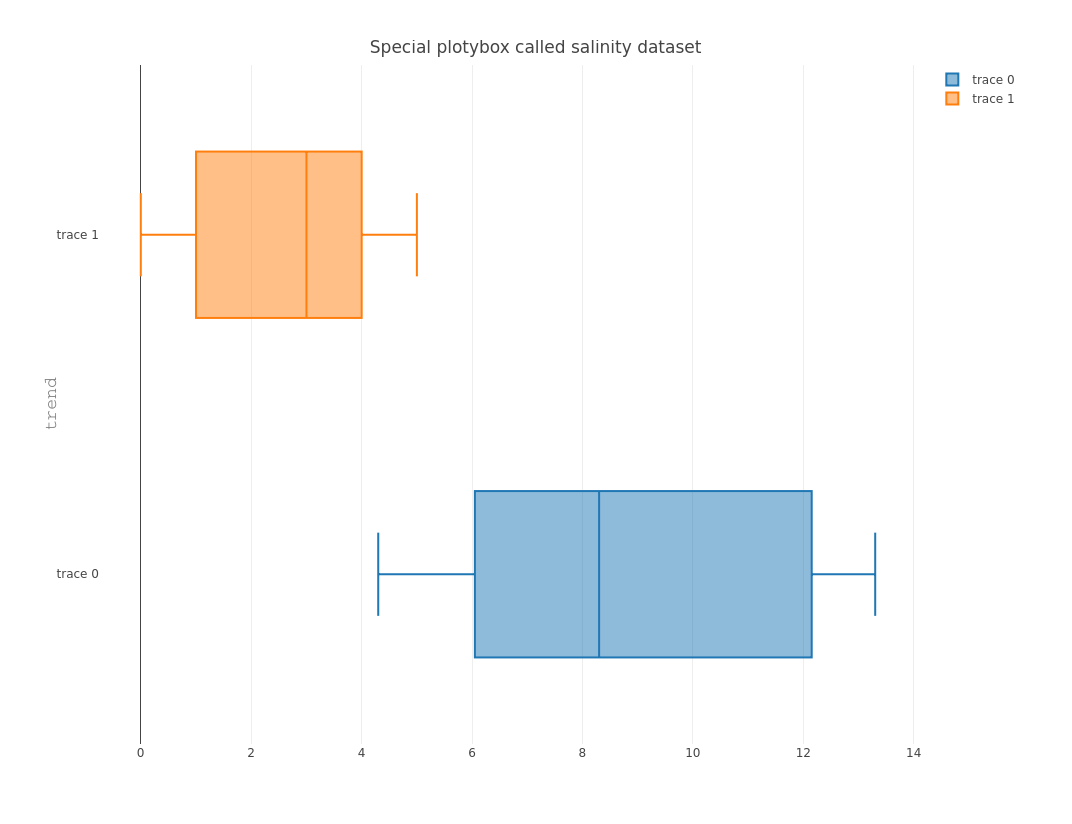 Special plotybox called salinity dataset
trace 0
trace 1
trace 1
trend
trace 0
0 2 4 6 8 10 12 14